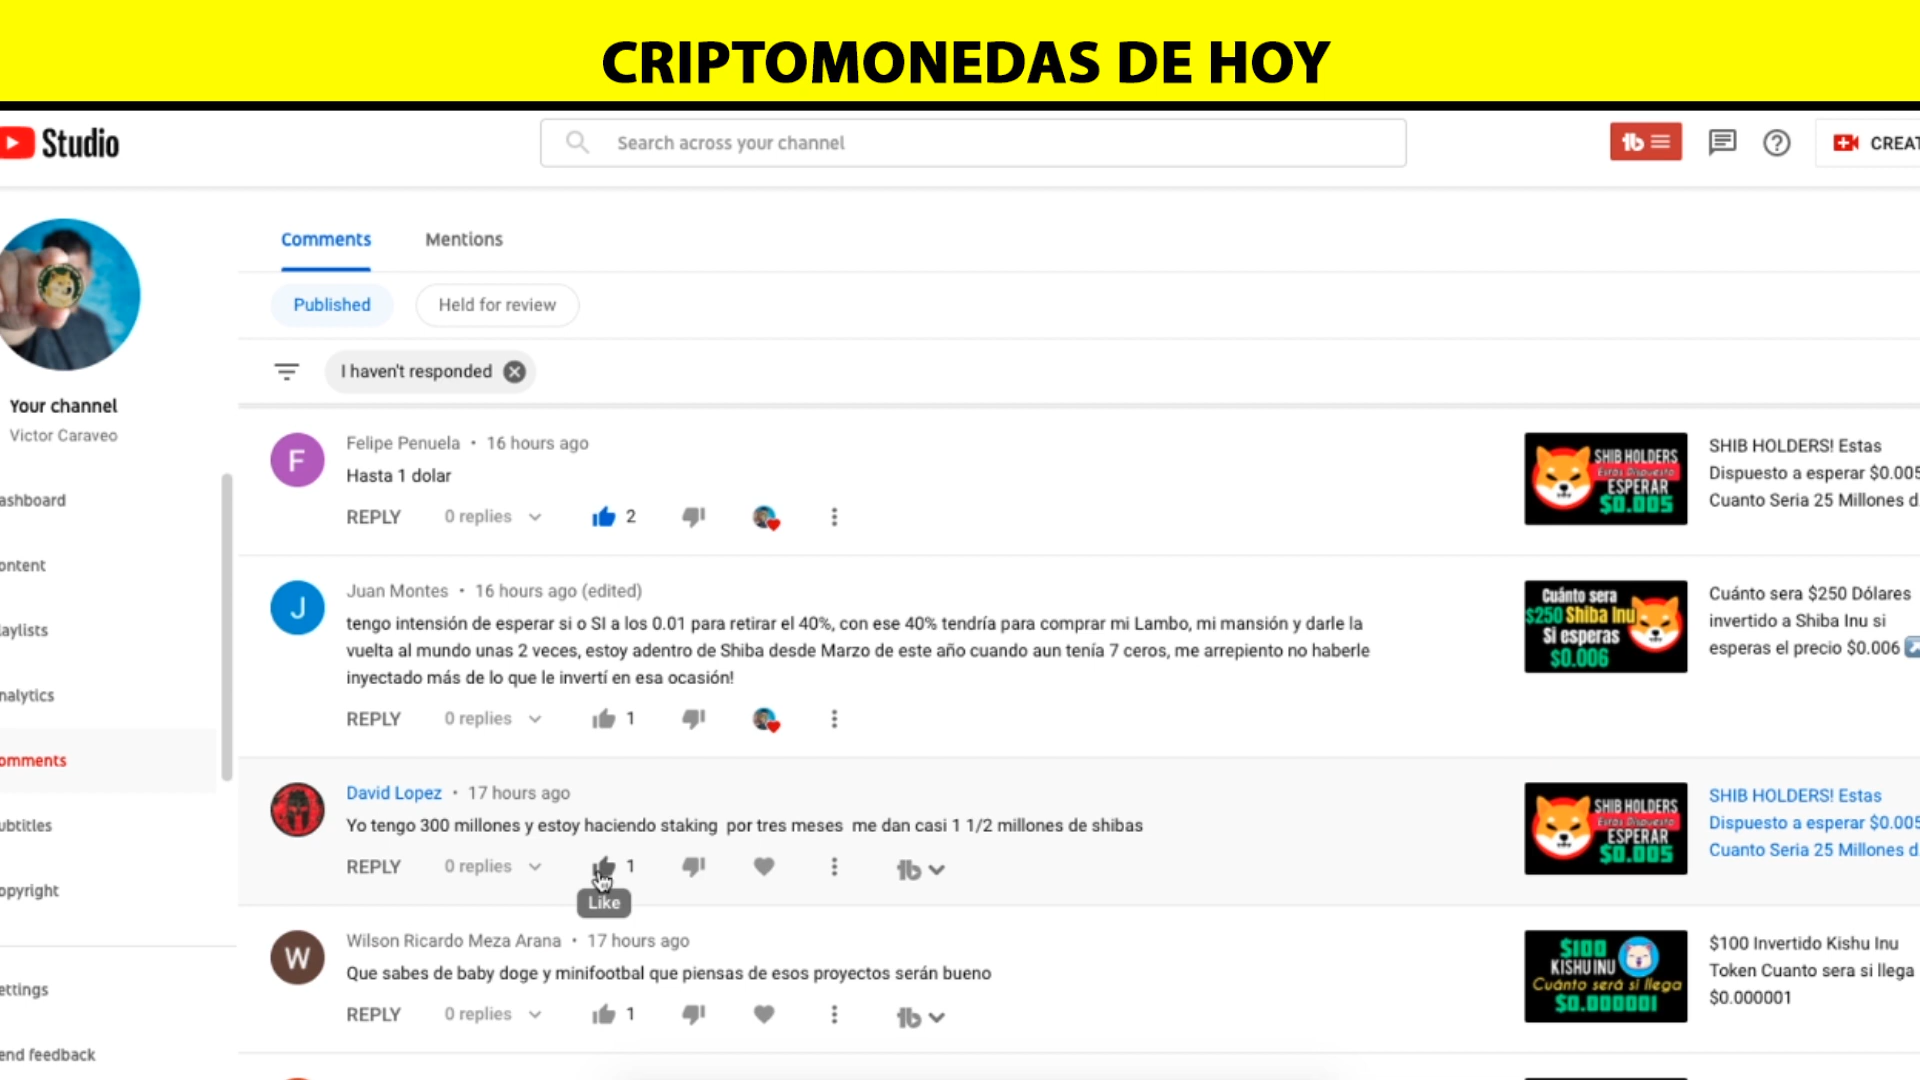 CRIPTOMONEDAS DE HOY
Studio
Search across your channel
CREAT
Comments
Mentions
Published
Held for review
I haven't responded
Your channel
Victor Caraveo
ashboard
ontent
aylists
nalytics
omments
ubtitles
opyright
ettings
end feedback
F
Felipe Penuela • 16 hours ago
Hasta 1 dolar
REPLY 0 replies 2
SHIB HOLDERS
Estas Dispuesto
ESPERAR
$0.005
SHIB HOLDERS! Estas
Dispuesto a esperar $0.005
Cuanto Seria 25 Millones d
J
Juan Montes • 16 hours ago (edited)
tengo intensión de esperar si o SI a los 0.01 para retirar el 40%, con ese 40% tendría para comprar mi Lambo, mi mansión y darle la
vuelta al mundo unas 2 veces, estoy adentro de Shiba desde Marzo de este año cuando aun tenía 7 ceros, me arrepiento no haberle
inyectado más de lo que le invertí en esa ocasión!
REPLY 0 replies 1
Cuánto sera
$250 Shiba Inu
Si esperas
$0.006
Cuánto sera $250 Dólares
invertido a Shiba Inu si
esperas el precio $0.006
David Lopez • 17 hours ago
Yo tengo 300 millones y estoy haciendo staking por tres meses me dan casi 1 1/2 millones de shibas
REPLY 0 replies 1
Like
SHIB HOLDERS
Estas Dispuesto
ESPERAR
$0.005
SHIB HOLDERS! Estas
Dispuesto a esperar $0.005
Cuanto Seria 25 Millones d
W
Wilson Ricardo Meza Arana • 17 hours ago
Que sabes de baby doge y minifootbal que piensas de esos proyectos serán bueno
REPLY 0 replies 1
$100
KISHU INU
Cuánto será si llega
$0.000001
$100 Invertido Kishu Inu
Token Cuanto sera si llega
$0.000001